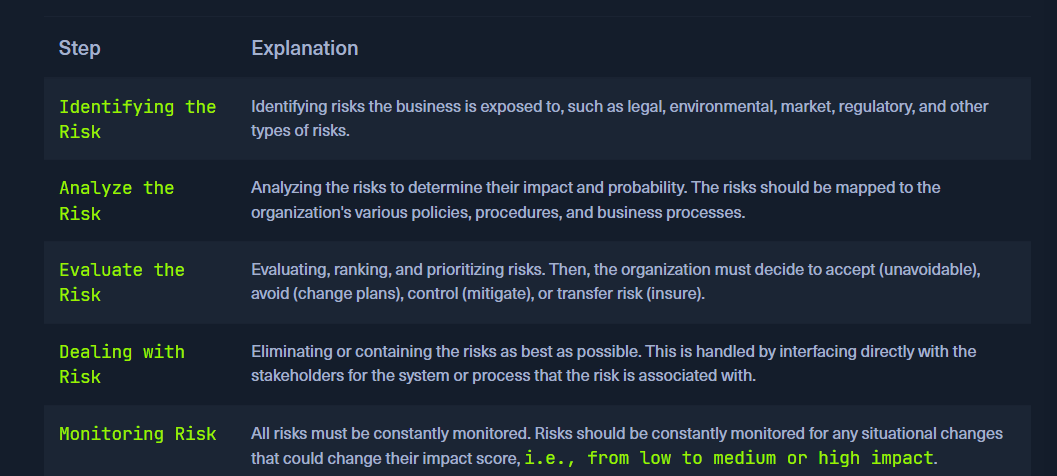 Step Explanation
Identifying the Risk
Identifying risks the business is exposed to, such as legal, environmental, market, regulatory, and other
types of risks.
Analyze the Risk
Analyzing the risks to determine their impact and probability. The risks should be mapped to the
organization's various policies, procedures, and business processes.
Evaluate the Risk
Evaluating, ranking, and prioritizing risks. Then, the organization must decide to accept (unavoidable),
avoid (change plans), control (mitigate), or transfer risk (insure).
Dealing with Risk
Eliminating or containing the risks as best as possible. This is handled by interfacing directly with the
stakeholders for the system or process that the risk is associated with.
Monitoring Risk
All risks must be constantly monitored. Risks should be constantly monitored for any situational changes
that could change their impact score, i.e., from low to medium or high impact.